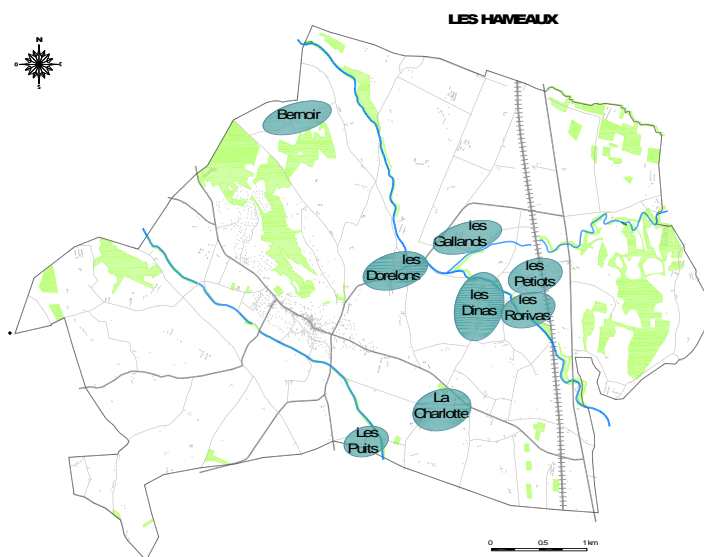 LES HAMEAUX
N
O
E
S
Bernoir
les
Gallands
les
Dorelons
les
Petiots
les
Dinas
les
Rorivas
La
Charlotte
Les
Puits
0 0.5 1 km